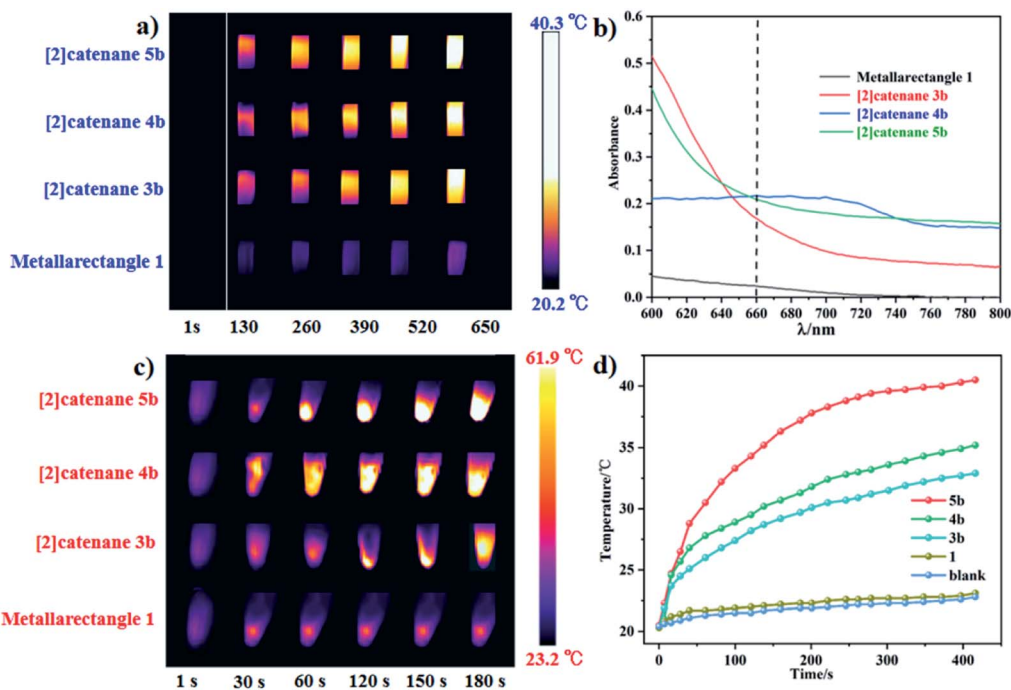 a)
[2]catenane 5b
[2]catenane 4b
[2]catenane 3b
Metallarectangle 1
1s 130 260 390 520 650
40.3 ℃
20.2 ℃
b)
Absorbance
0.6
0.5
0.4
0.3
0.2
0.1
0.0
Metallarectangle 1
[2]catenane 3b
[2]catenane 4b
[2]catenane 5b
600 620 640 660 680 700 720 740 760 780 800
λ/nm
c)
[2]catenane 5b
[2]catenane 4b
[2]catenane 3b
Metallarectangle 1
1 s 30 s 60 s 120 s 150 s 180 s
61.9 ℃
23.2 ℃
d)
Temperature/℃
40
35
30
25
20
5b
4b
3b
1
blank
0 100 200 300 400
Time/s